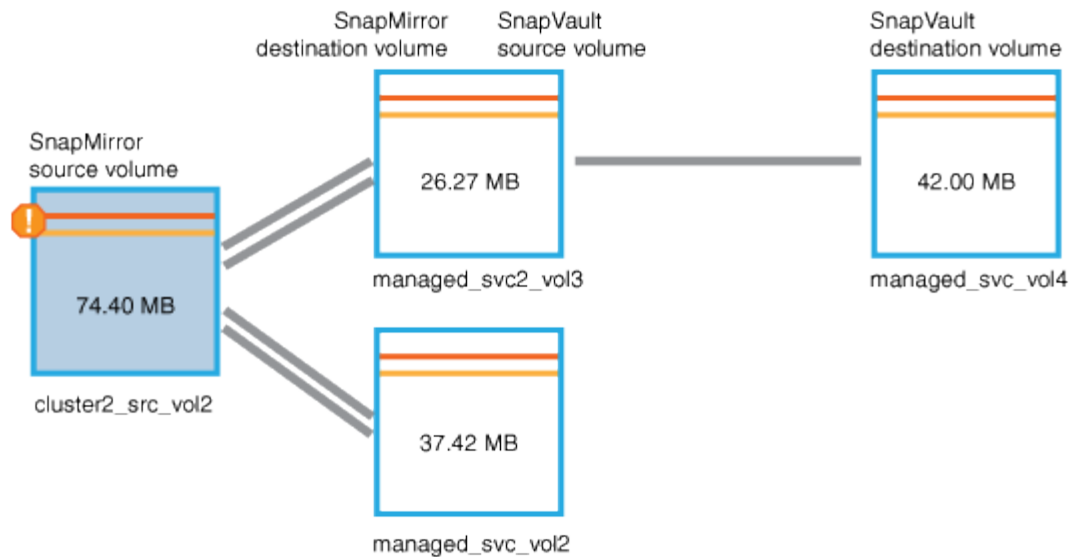 SnapMirror
destination volume
SnapVault
source volume
SnapVault
destination volume
SnapMirror
source volume
26.27 MB
42.00 MB
managed_svc2_vol3
managed_svc_vol4
!
74.40 MB
cluster2_src_vol2
37.42 MB
managed_svc_vol2